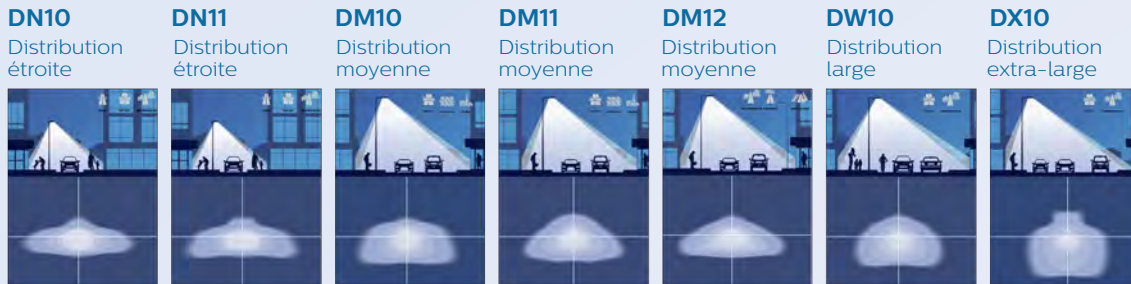 DN10
Distribution
étroite
DN11
Distribution
étroite
DM10
Distribution
moyenne
DM11
Distribution
moyenne
DM12
Distribution
moyenne
DW10
Distribution
large
DX10
Distribution
extra-large